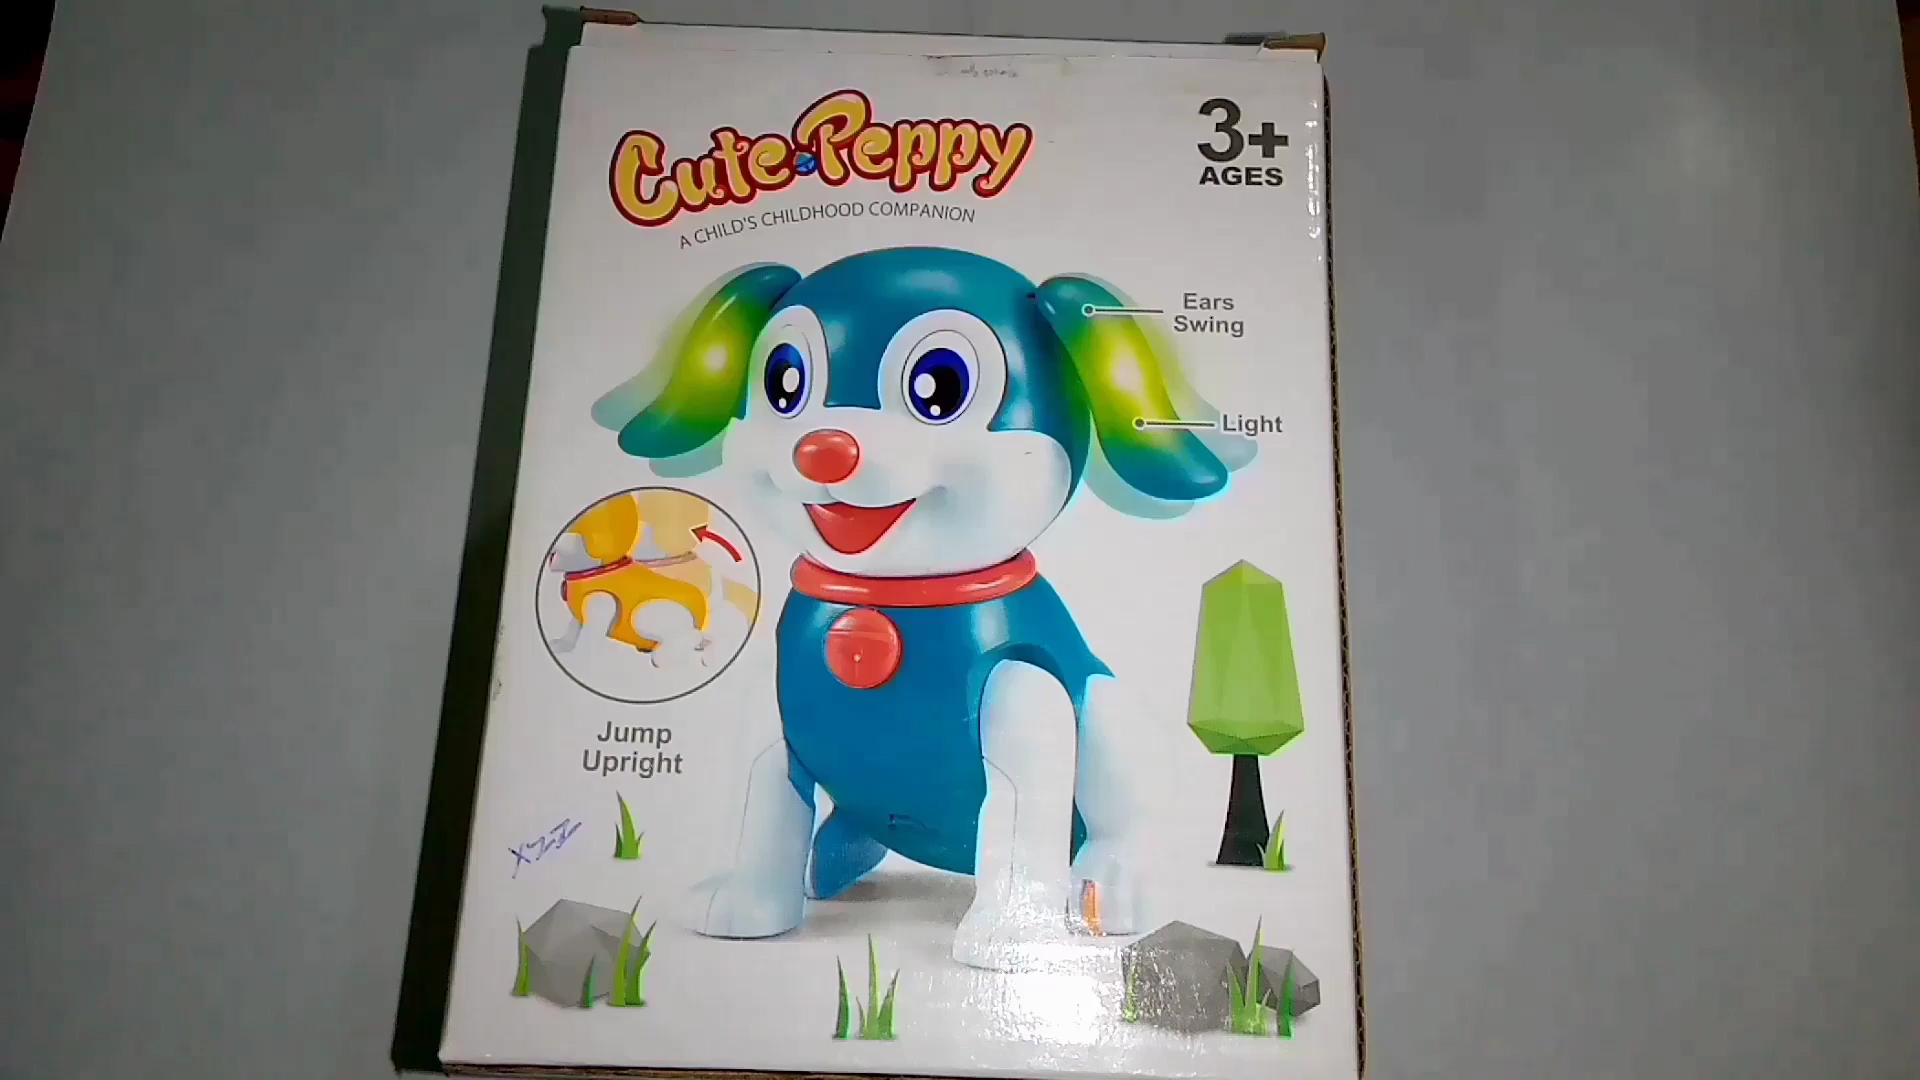 Cute Peppy
A CHILD'S CHILDHOOD COMPANION
3+
AGES
Ears
Swing
Light
Jump
Upright